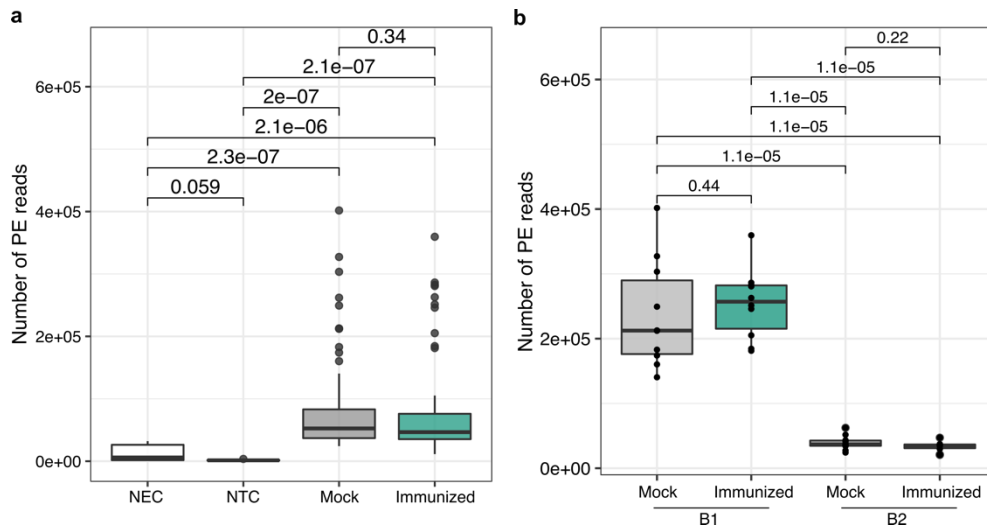 a
Number of PE reads
6e+05
4e+05
2e+05
0e+00
0.34
2.1e−07
2e−07
2.1e−06
2.3e−07
0.059
NEC NTC Mock Immunized
b
Number of PE reads
6e+05
4e+05
2e+05
0e+00
0.22
1.1e−05
1.1e−05
1.1e−05
1.1e−05
0.44
Mock Immunized Mock Immunized
B1 B2